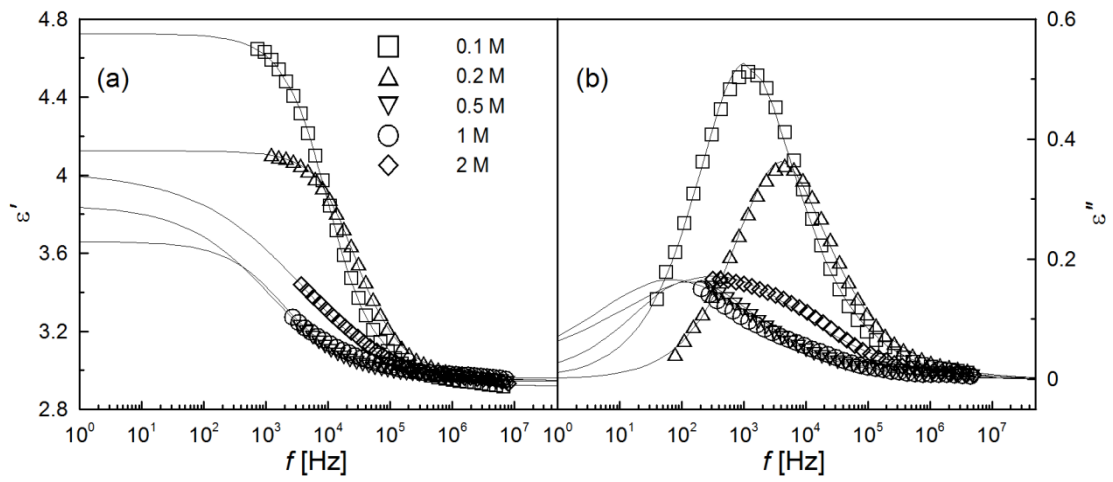 4.8
4.4
4
3.6
3.2
2.8
ε′
(a)
0.1 M
0.2 M
0.5 M
1 M
2 M
(b)
0.6
0.4
0.2
0
ε″
10⁰ 10¹ 10² 10³ 10⁴ 10⁵ 10⁶ 10⁷
10⁰ 10¹ 10² 10³ 10⁴ 10⁵ 10⁶ 10⁷
f [Hz]
f [Hz]